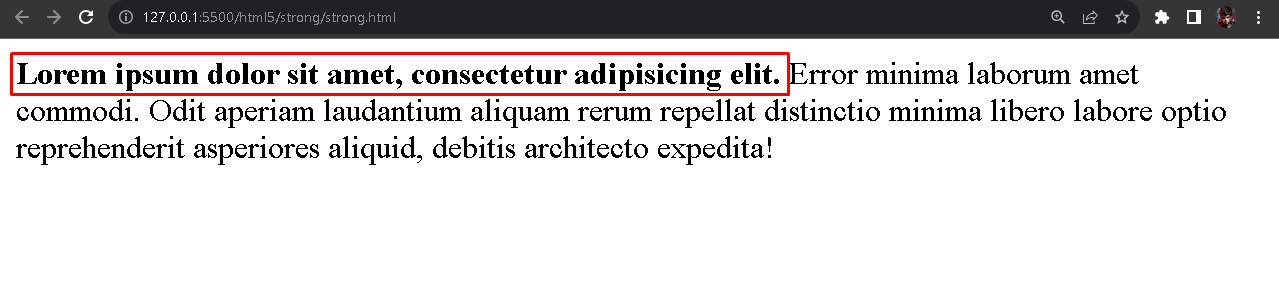 127.0.0.1:5500/html5/strong/strong.html
Lorem ipsum dolor sit amet, consectetur adipisicing elit. Error minima laborum amet
commodi. Odit aperiam laudantium aliquam rerum repellat distinctio minima libero labore optio
reprehenderit asperiores aliquid, debitis architecto expedita!